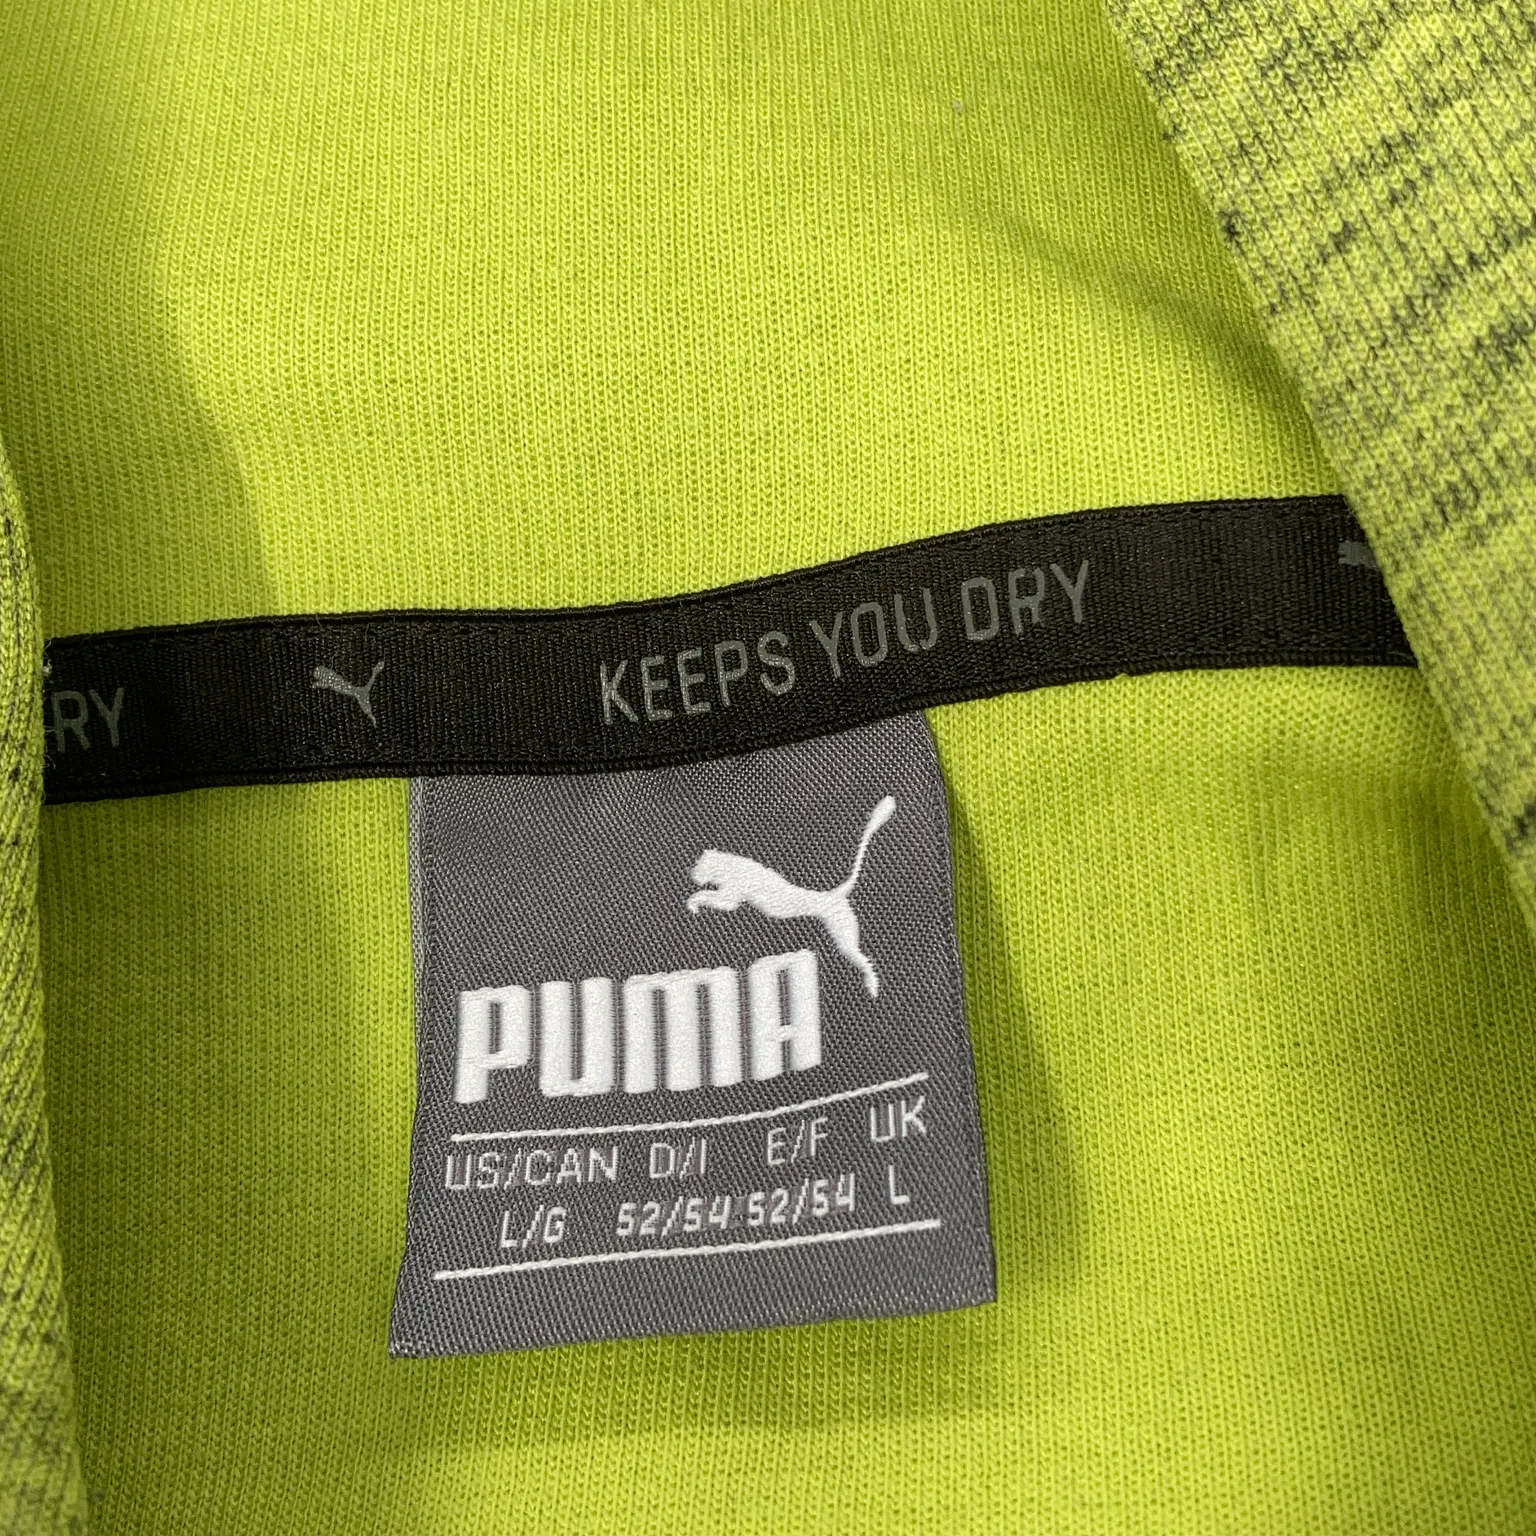 RY KEEPS YOU DRY
PUMA
US/CAN D/I E/F UK
L/G 52/54 52/54 L